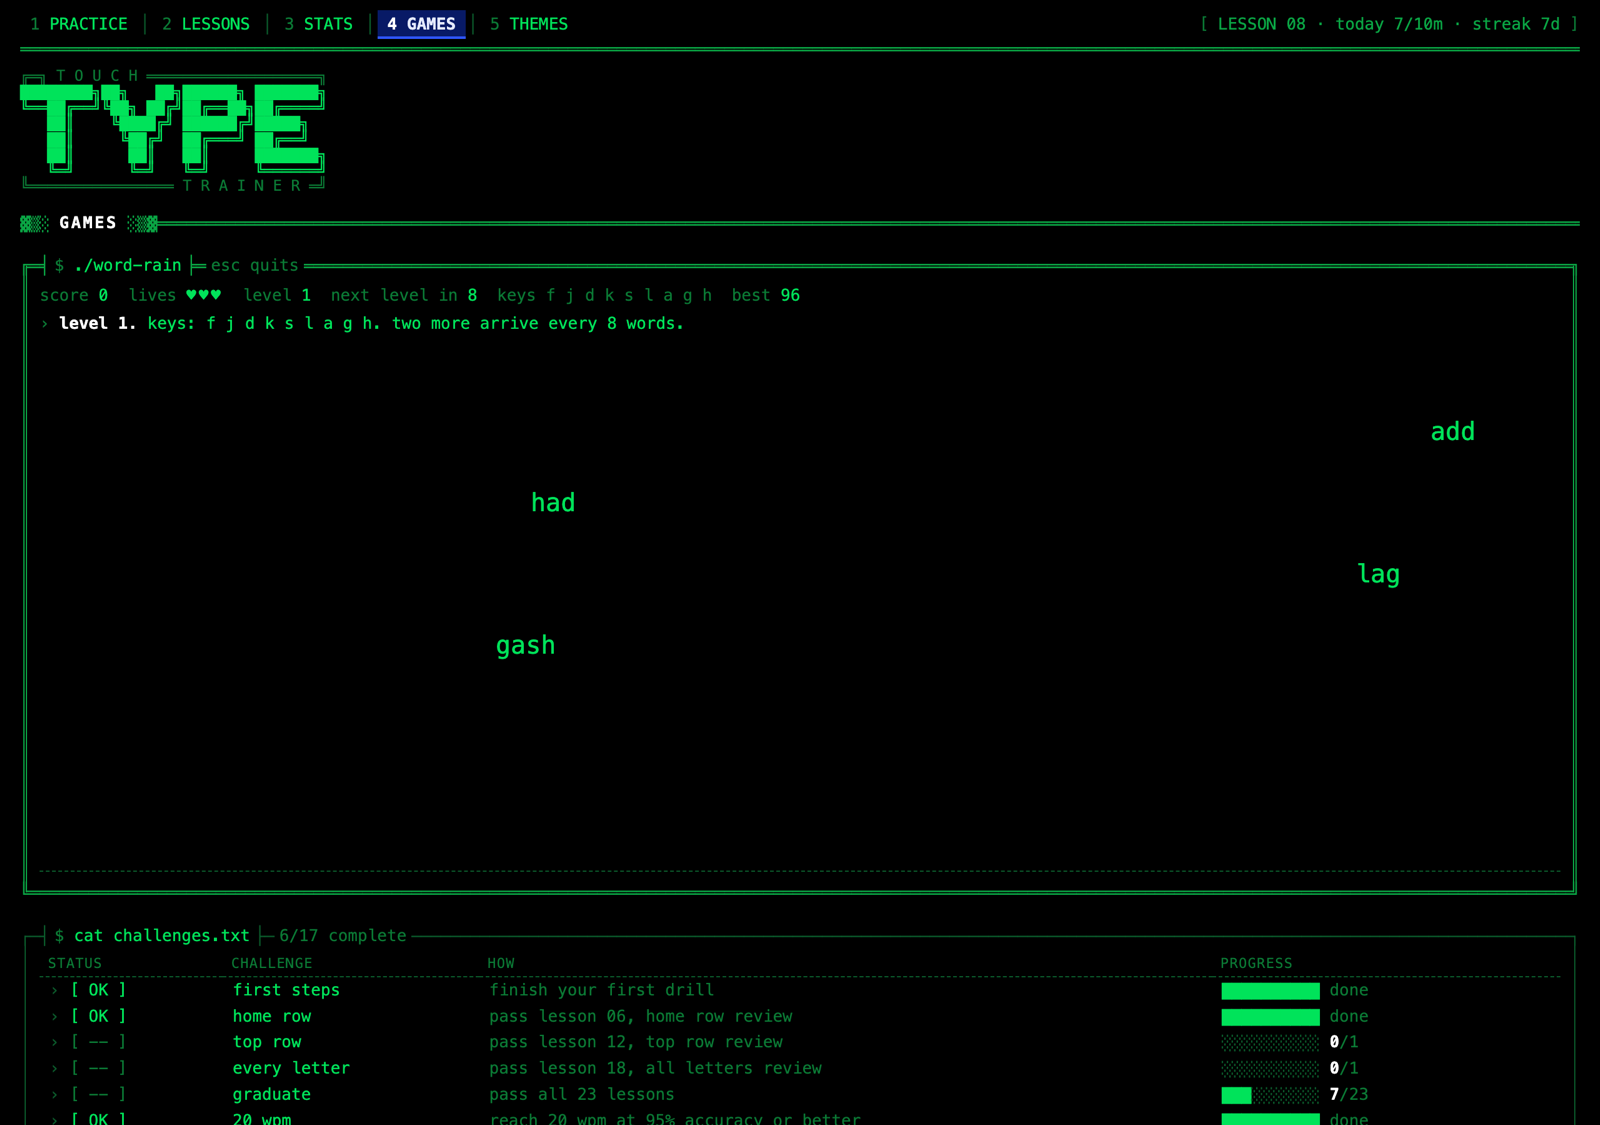 1 PRACTICE │ 2 LESSONS │ 3 STATS │ 4 GAMES │ 5 THEMES [ LESSON 08 · today 7/10m · streak 7d ]
TOUCH
TYPE
TRAINER
GAMES
$ ./word-rain esc quits
score 0 lives ♥♥♥ level 1 next level in 8 keys f j d k s l a g h best 96
› level 1. keys: f j d k s l a g h. two more arrive every 8 words.
add
had
lag
gash
$ cat challenges.txt 6/17 complete
STATUS CHALLENGE HOW PROGRESS
› [ OK ] first steps finish your first drill done
› [ OK ] home row pass lesson 06, home row review done
› [ -- ] top row pass lesson 12, top row review 0/1
› [ -- ] every letter pass lesson 18, all letters review 0/1
› [ -- ] graduate pass all 23 lessons 7/23
› [ OK ] 20 wpm reach 20 wpm at 95% accuracy or better done